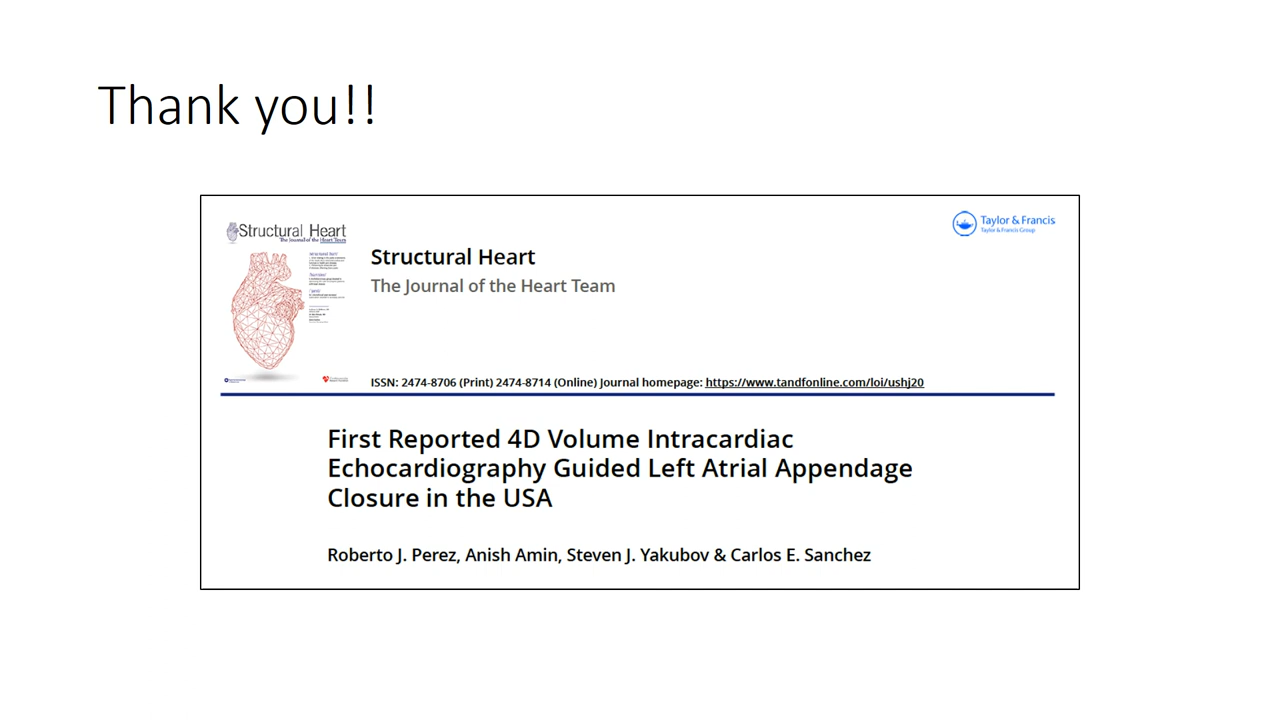 Thank you!!
Structural Heart
The Journal of the Heart Team
Taylor & Francis
Taylor & Francis Group
Structural Heart
The Journal of the Heart Team
ISSN: 2474-8706 (Print) 2474-8714 (Online) Journal homepage: https://www.tandfonline.com/loi/ushj20
First Reported 4D Volume Intracardiac
Echocardiography Guided Left Atrial Appendage
Closure in the USA
Roberto J. Perez, Anish Amin, Steven J. Yakubov & Carlos E. Sanchez